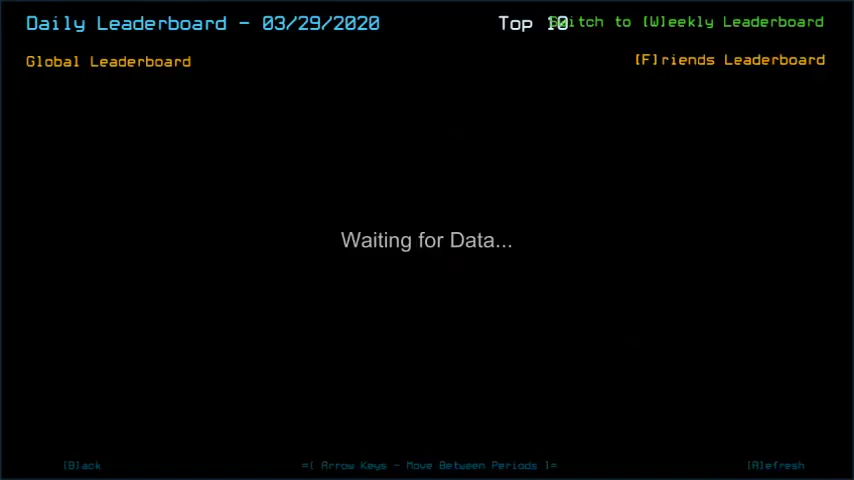 Daily Leaderboard - 03/29/2020
Top 10
Switch to [W]eekly Leaderboard
Global Leaderboard
[F]riends Leaderboard
Waiting for Data...
[B]ack
=[ Arrow Keys - Move Between Periods ]=
[R]efresh